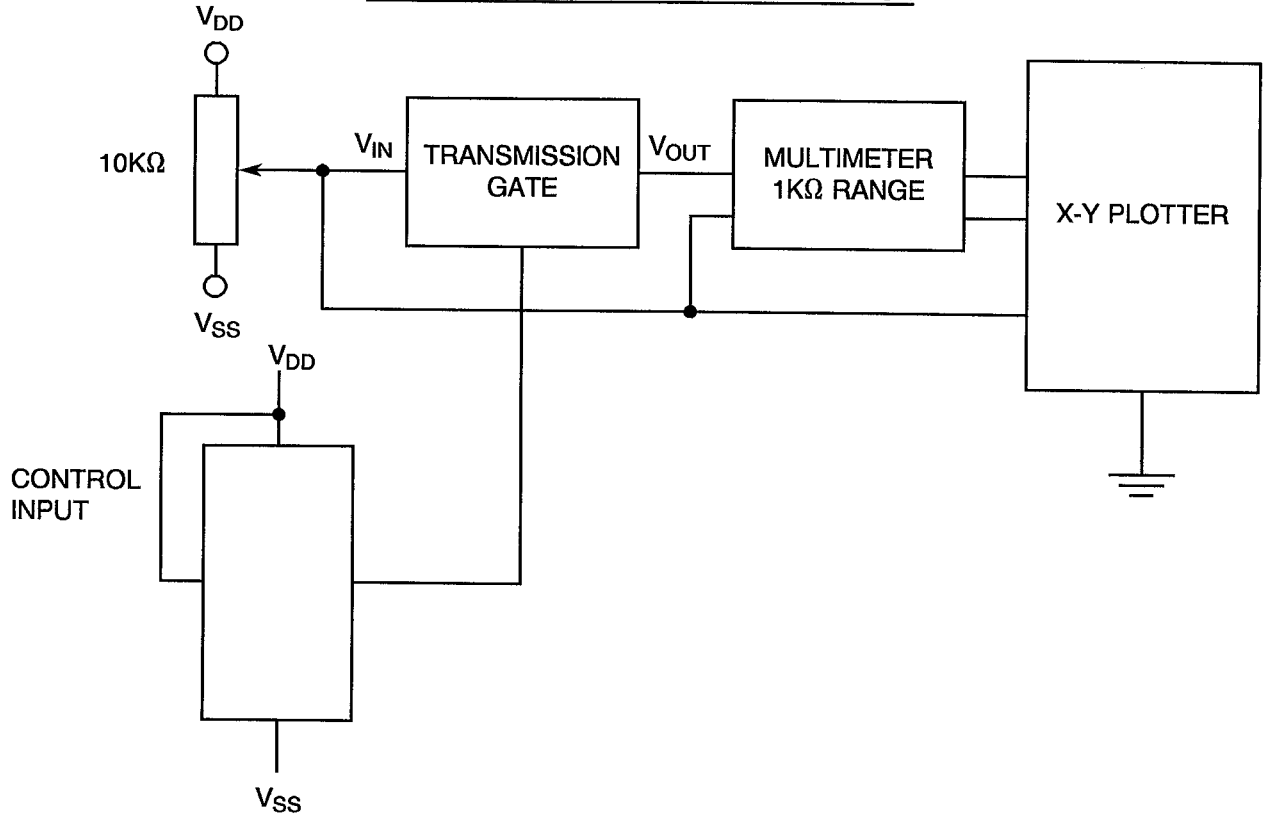 VDD
10KΩ
VSS
VIN
TRANSMISSION
GATE
VOUT
MULTIMETER
1KΩ RANGE
X-Y PLOTTER
VDD
CONTROL
INPUT
VSS